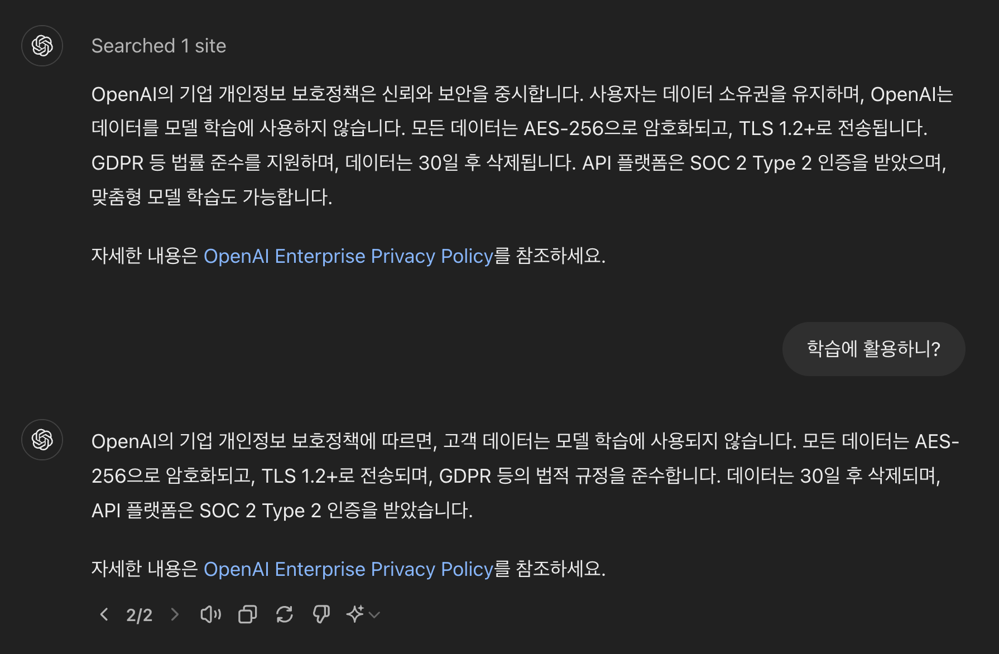 Searched 1 site
OpenAI의 기업 개인정보 보호정책은 신뢰와 보안을 중시합니다. 사용자는 데이터 소유권을 유지하며, OpenAI는
데이터를 모델 학습에 사용하지 않습니다. 모든 데이터는 AES-256으로 암호화되고, TLS 1.2+로 전송됩니다.
GDPR 등 법률 준수를 지원하며, 데이터는 30일 후 삭제됩니다. API 플랫폼은 SOC 2 Type 2 인증을 받았으며,
맞춤형 모델 학습도 가능합니다.
자세한 내용은 OpenAI Enterprise Privacy Policy를 참조하세요.
학습에 활용하니?
OpenAI의 기업 개인정보 보호정책에 따르면, 고객 데이터는 모델 학습에 사용되지 않습니다. 모든 데이터는 AES-
256으로 암호화되고, TLS 1.2+로 전송되며, GDPR 등의 법적 규정을 준수합니다. 데이터는 30일 후 삭제되며,
API 플랫폼은 SOC 2 Type 2 인증을 받았습니다.
자세한 내용은 OpenAI Enterprise Privacy Policy를 참조하세요.
2/2